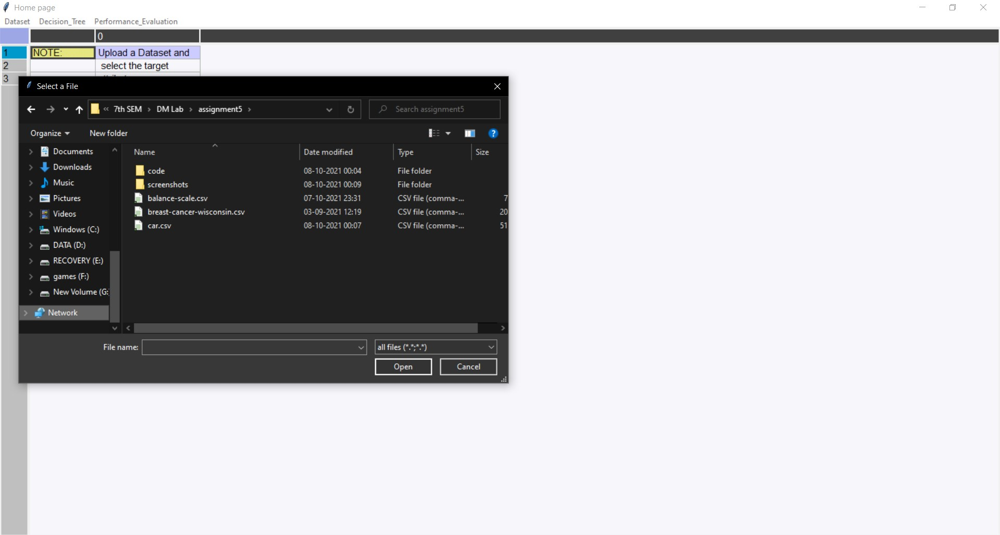 Home page
Dataset Decision_Tree Performance_Evaluation
0
1 NOTE: Upload a Dataset and
2 select the target
3
Select a File
« 7th SEM > DM Lab > assignment5 >
Search assignment5
Organize New folder
?
Documents
Downloads
Music
Pictures
Videos
Windows (C:)
DATA (D:)
RECOVERY (E:)
games (F:)
New Volume (G:
Network
Name Date modified Type Size
code 08-10-2021 00:04 File folder
screenshots 08-10-2021 00:09 File folder
balance-scale.csv 07-10-2021 23:31 CSV file (comma-... 7
breast-cancer-wisconsin.csv 03-09-2021 12:19 CSV file (comma-... 20
car.csv 08-10-2021 00:07 CSV file (comma-... 51
File name: all files (*.*;*.*)
Open Cancel